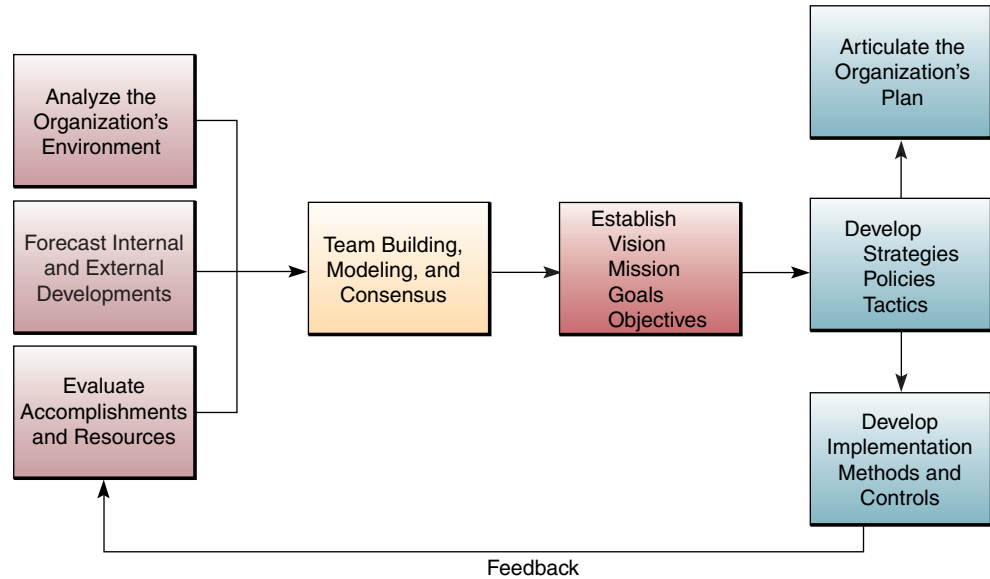 Analyze the
Organization's
Environment
Forecast Internal
and External
Developments
Evaluate
Accomplishments
and Resources
Team Building,
Modeling, and
Consensus
Establish
Vision
Mission
Goals
Objectives
Articulate the
Organization's
Plan
Develop
Strategies
Policies
Tactics
Develop
Implementation
Methods and
Controls
Feedback